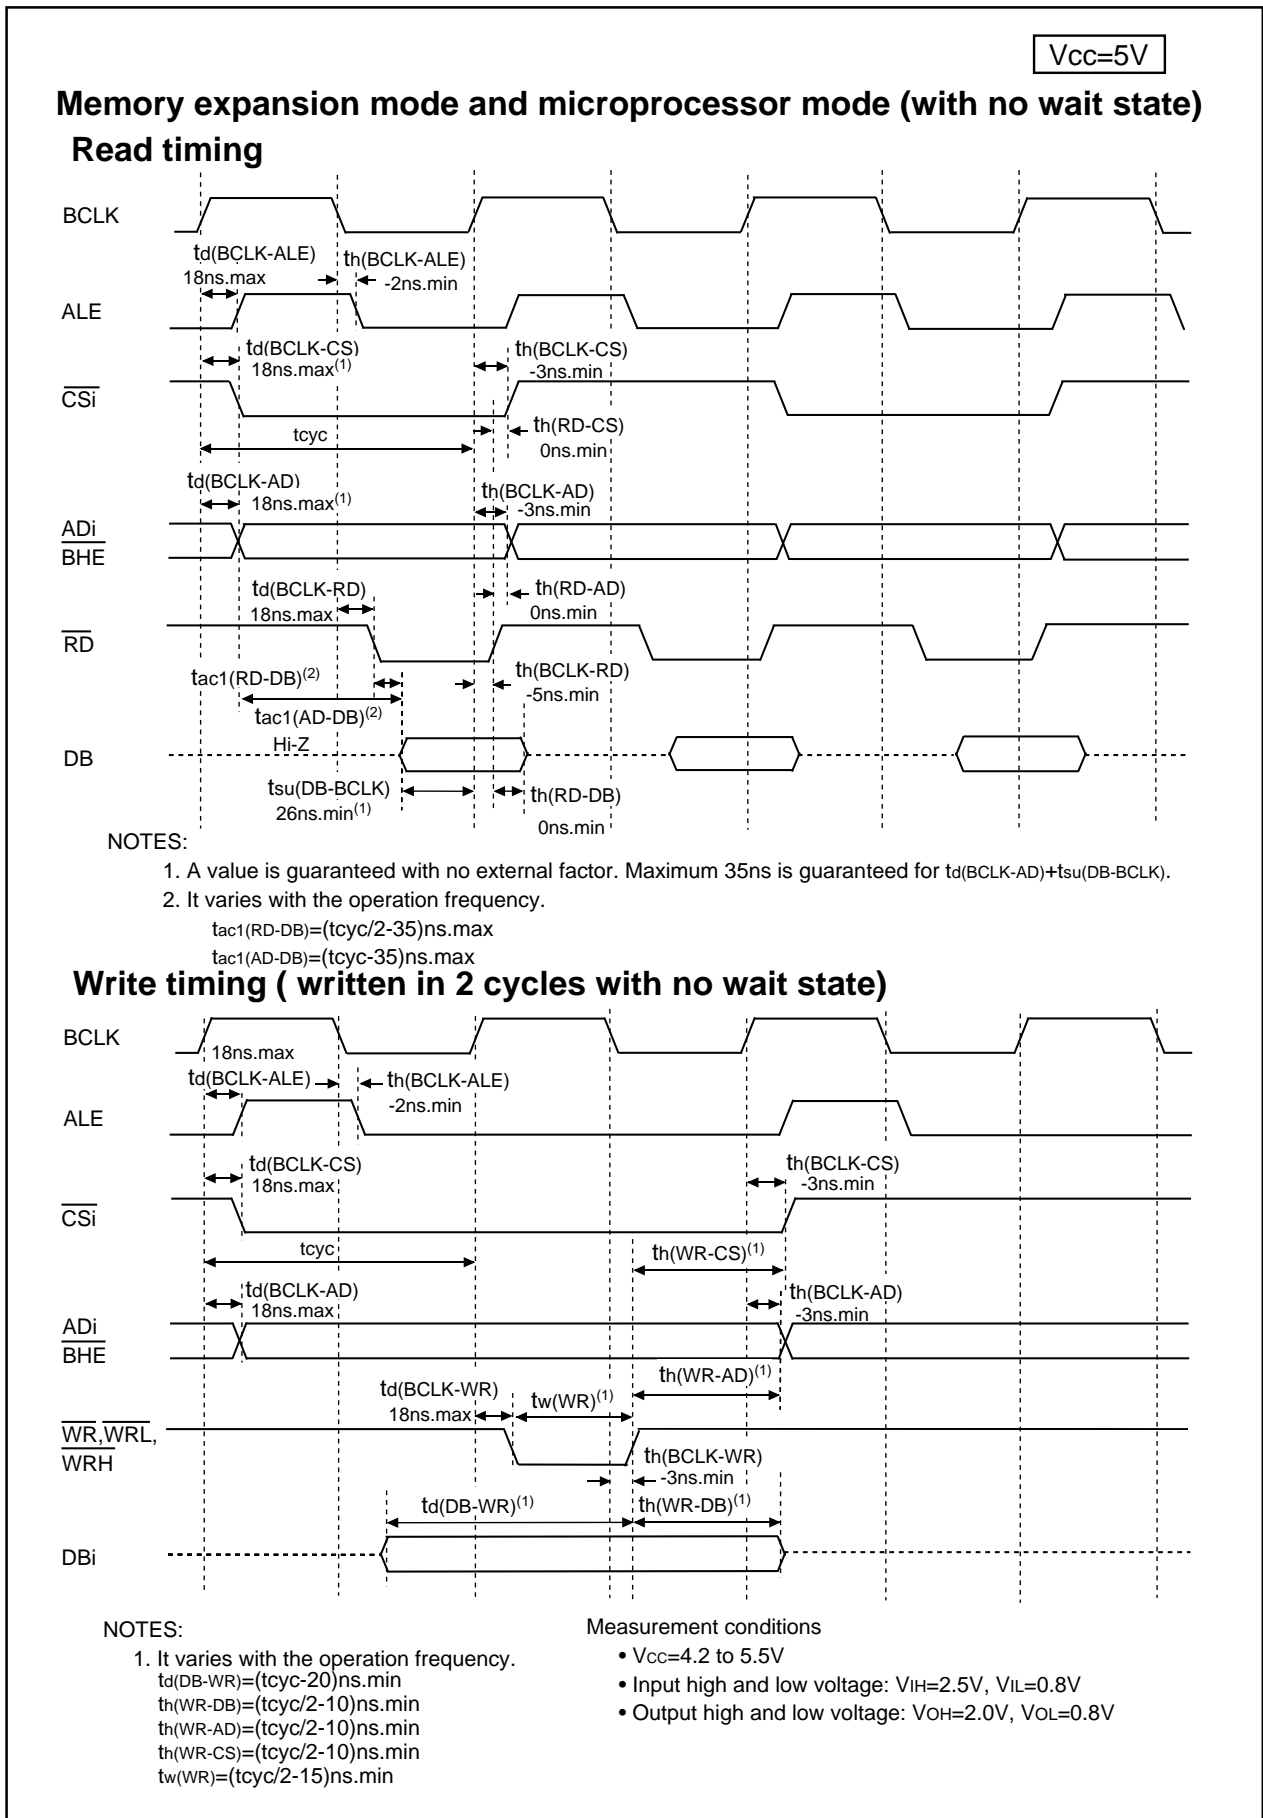 Vcc=5V
Memory expansion mode and microprocessor mode (with no wait state)
Read timing
BCLK
td(BCLK-ALE)
18ns.max
th(BCLK-ALE)
-2ns.min
ALE
td(BCLK-CS)
18ns.max(1)
th(BCLK-CS)
-3ns.min
CSi
tcyc
th(RD-CS)
0ns.min
td(BCLK-AD)
18ns.max(1)
th(BCLK-AD)
-3ns.min
ADi
BHE
td(BCLK-RD)
18ns.max
th(RD-AD)
0ns.min
RD
tac1(RD-DB)(2)
th(BCLK-RD)
-5ns.min
tac1(AD-DB)(2)
Hi-Z
DB
tsu(DB-BCLK)
26ns.min(1)
th(RD-DB)
0ns.min
NOTES:
1. A value is guaranteed with no external factor. Maximum 35ns is guaranteed for td(BCLK-AD)+tsu(DB-BCLK).
2. It varies with the operation frequency.
tac1(RD-DB)=(tcyc/2-35)ns.max
tac1(AD-DB)=(tcyc-35)ns.max
Write timing ( written in 2 cycles with no wait state)
BCLK
18ns.max
td(BCLK-ALE)
th(BCLK-ALE)
-2ns.min
ALE
td(BCLK-CS)
18ns.max
th(BCLK-CS)
-3ns.min
CSi
tcyc
th(WR-CS)(1)
td(BCLK-AD)
18ns.max
th(BCLK-AD)
-3ns.min
ADi
BHE
th(WR-AD)(1)
td(BCLK-WR)
18ns.max
tw(WR)(1)
WR,WRL,
WRH
th(BCLK-WR)
-3ns.min
td(DB-WR)(1)
th(WR-DB)(1)
DBi
NOTES:
1. It varies with the operation frequency.
td(DB-WR)=(tcyc-20)ns.min
th(WR-DB)=(tcyc/2-10)ns.min
th(WR-AD)=(tcyc/2-10)ns.min
th(WR-CS)=(tcyc/2-10)ns.min
tw(WR)=(tcyc/2-15)ns.min
Measurement conditions
• VCC=4.2 to 5.5V
• Input high and low voltage: VIH=2.5V, VIL=0.8V
• Output high and low voltage: VOH=2.0V, VOL=0.8V